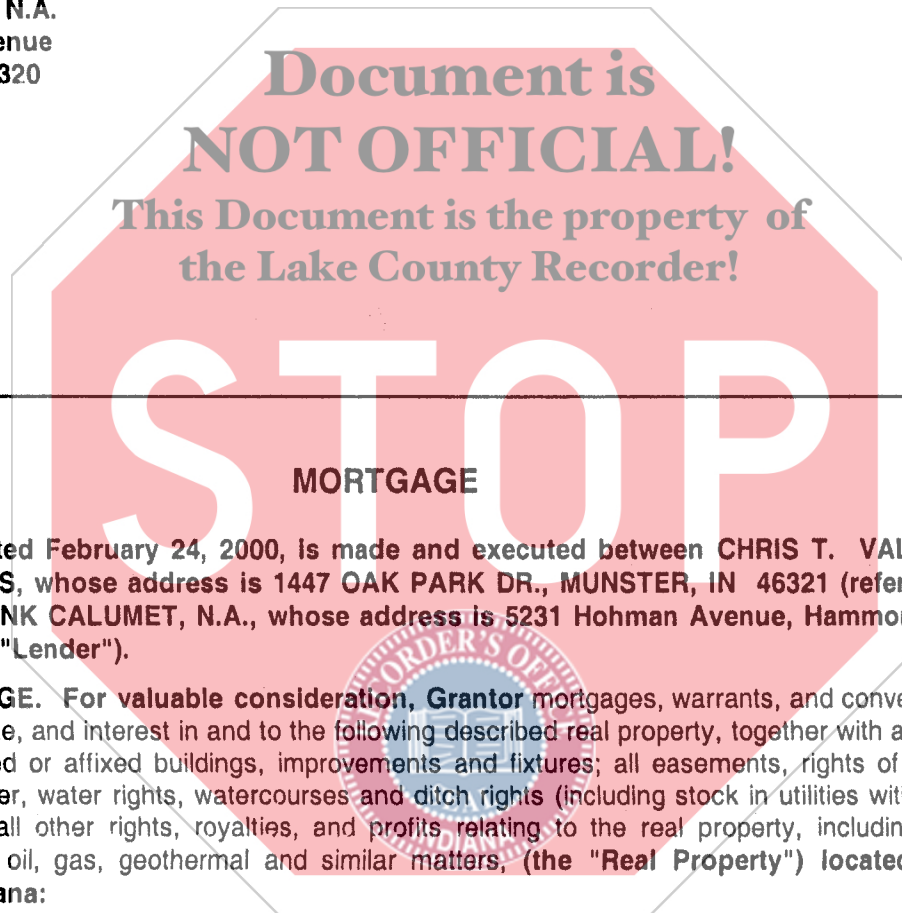 N.A.
enue
320
Document is
NOT OFFICIAL!
This Document is the property of
the Lake County Recorder!
STOP
MORTGAGE
ted February 24, 2000, is made and executed between CHRIS T. VAL
S, whose address is 1447 OAK PARK DR., MUNSTER, IN 46321 (refer
NK CALUMET, N.A., whose address is 5231 Hohman Avenue, Hammo
"Lender").
GE. For valuable consideration, Grantor mortgages, warrants, and conve
e, and interest in and to the following described real property, together with a
d or affixed buildings, improvements and fixtures; all easements, rights of
er, water rights, watercourses and ditch rights (including stock in utilities wit
all other rights, royalties, and profits relating to the real property, includin
oil, gas, geothermal and similar matters, (the "Real Property") located
ana:
ORDER'S OFF
DIANA